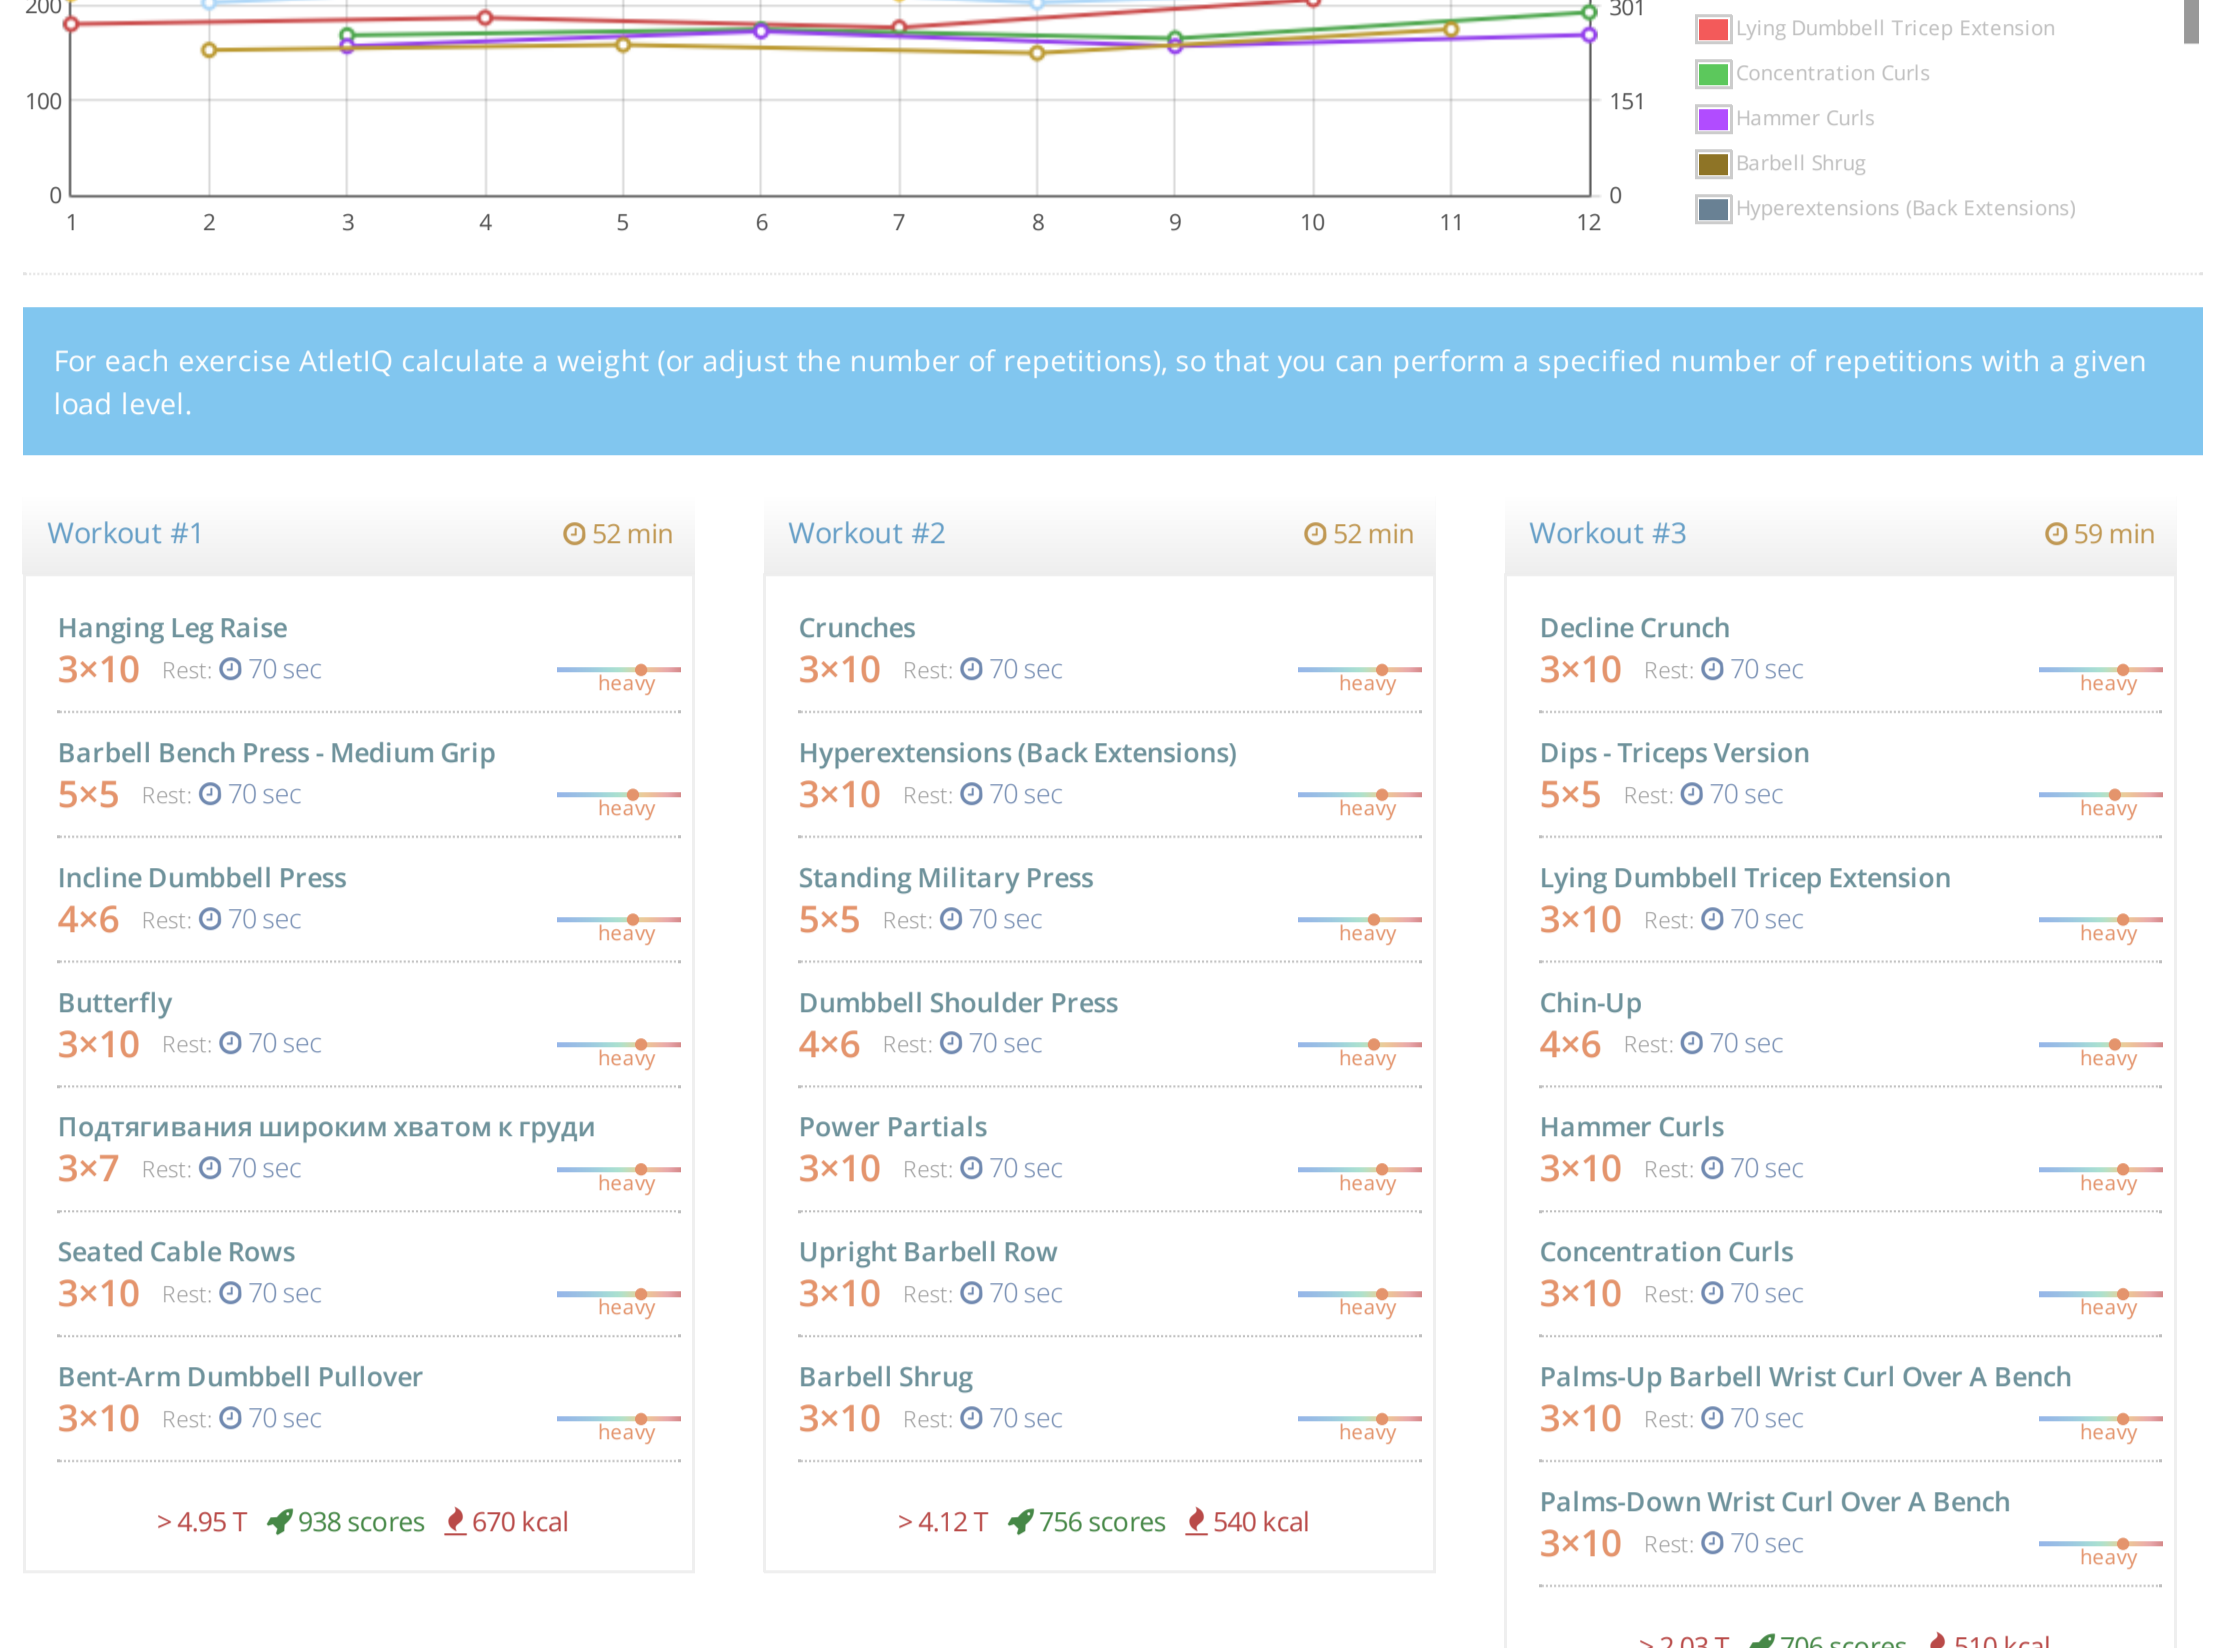 200
301
Lying Dumbbell Tricep Extension
Concentration Curls
100
151
Hammer Curls
Barbell Shrug
0
0
Hyperextensions (Back Extensions)
1 2 3 4 5 6 7 8 9 10 11 12
For each exercise AtletIQ calculate a weight (or adjust the number of repetitions), so that you can perform a specified number of repetitions with a given
load level.
Workout #1 52 min
Hanging Leg Raise
3×10 Rest: 70 sec
heavy
Barbell Bench Press - Medium Grip
5×5 Rest: 70 sec
heavy
Incline Dumbbell Press
4×6 Rest: 70 sec
heavy
Butterfly
3×10 Rest: 70 sec
heavy
Подтягивания широким хватом к груди
3×7 Rest: 70 sec
heavy
Seated Cable Rows
3×10 Rest: 70 sec
heavy
Bent-Arm Dumbbell Pullover
3×10 Rest: 70 sec
heavy
> 4.95 T 938 scores 670 kcal
Workout #2 52 min
Crunches
3×10 Rest: 70 sec
heavy
Hyperextensions (Back Extensions)
3×10 Rest: 70 sec
heavy
Standing Military Press
5×5 Rest: 70 sec
heavy
Dumbbell Shoulder Press
4×6 Rest: 70 sec
heavy
Power Partials
3×10 Rest: 70 sec
heavy
Upright Barbell Row
3×10 Rest: 70 sec
heavy
Barbell Shrug
3×10 Rest: 70 sec
heavy
> 4.12 T 756 scores 540 kcal
Workout #3 59 min
Decline Crunch
3×10 Rest: 70 sec
heavy
Dips - Triceps Version
5×5 Rest: 70 sec
heavy
Lying Dumbbell Tricep Extension
3×10 Rest: 70 sec
heavy
Chin-Up
4×6 Rest: 70 sec
heavy
Hammer Curls
3×10 Rest: 70 sec
heavy
Concentration Curls
3×10 Rest: 70 sec
heavy
Palms-Up Barbell Wrist Curl Over A Bench
3×10 Rest: 70 sec
heavy
Palms-Down Wrist Curl Over A Bench
3×10 Rest: 70 sec
heavy
> 2.03 T 706 scores 510 kcal